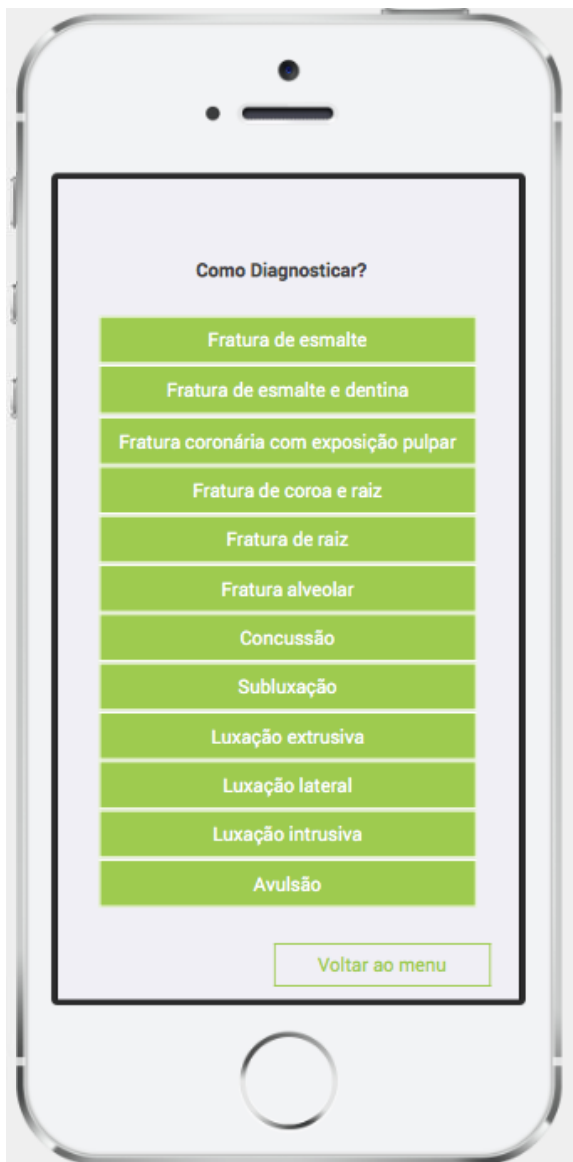 Como Diagnosticar?
Fratura de esmalte
Fratura de esmalte e dentina
Fratura coronária com exposição pulpar
Fratura de coroa e raiz
Fratura de raiz
Fratura alveolar
Concussão
Subluxação
Luxação extrusiva
Luxação lateral
Luxação intrusiva
Avulsão
Voltar ao menu